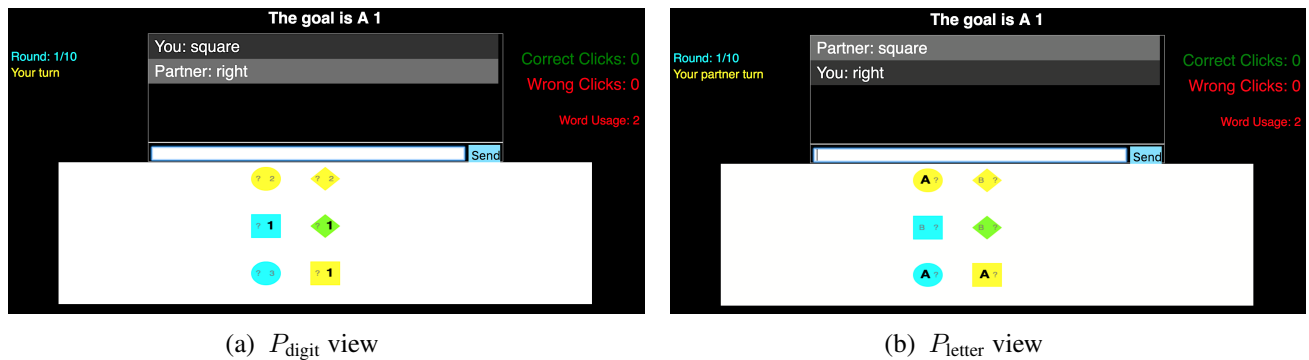 The goal is A 1
Round: 1/10
Your turn
You: square
Partner: right
Correct Clicks: 0
Wrong Clicks: 0
Word Usage: 2
Send
? 2 ? 2
? 1 ? 1
? 3 ? 1
(a) P_digit view
The goal is A 1
Round: 1/10
Your partner turn
Partner: square
You: right
Correct Clicks: 0
Wrong Clicks: 0
Word Usage: 2
Send
A ? B ?
B ? B ?
A ? A ?
(b) P_letter view